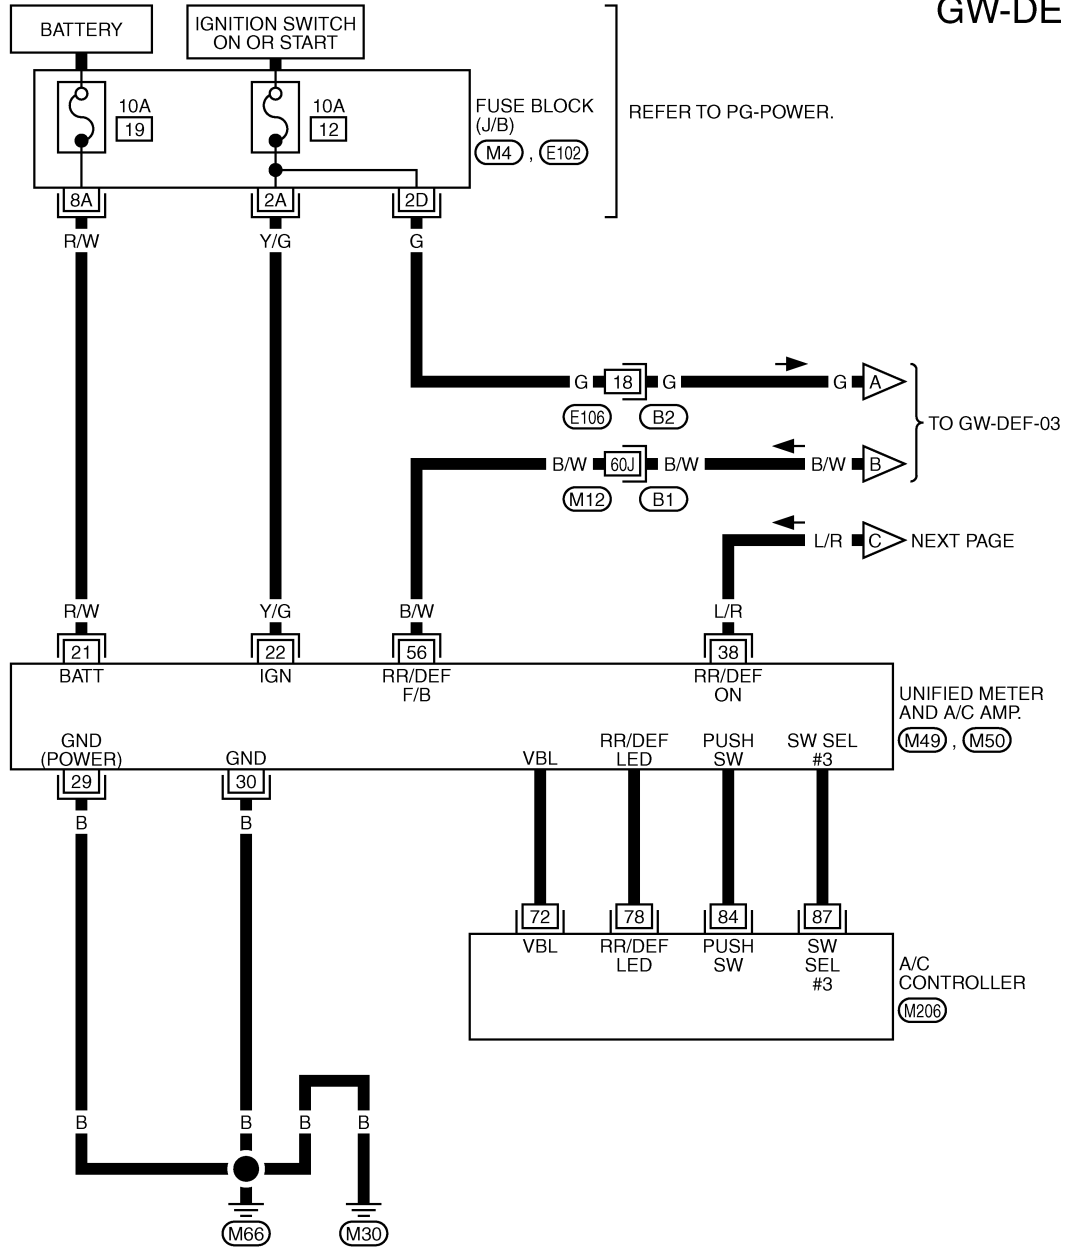 GW-DE
BATTERY
IGNITION SWITCH
ON OR START
10A
19
10A
12
FUSE BLOCK
(J/B)
M4 , E102
REFER TO PG-POWER.
8A
2A
2D
R/W
Y/G
G
G
18
G
G
A
E106
B2
TO GW-DEF-03
B/W
60J
B/W
B/W
B
M12
B1
L/R
C
NEXT PAGE
R/W
Y/G
B/W
L/R
21
22
56
38
BATT
IGN
RR/DEF
F/B
RR/DEF
ON
UNIFIED METER
AND A/C AMP.
M49 , M50
GND
(POWER)
GND
VBL
RR/DEF
LED
PUSH
SW
SW SEL
#3
29
30
B
B
72
78
84
87
VBL
RR/DEF
LED
PUSH
SW
SW
SEL
#3
A/C
CONTROLLER
M206
B
B
B
B
M66
M30